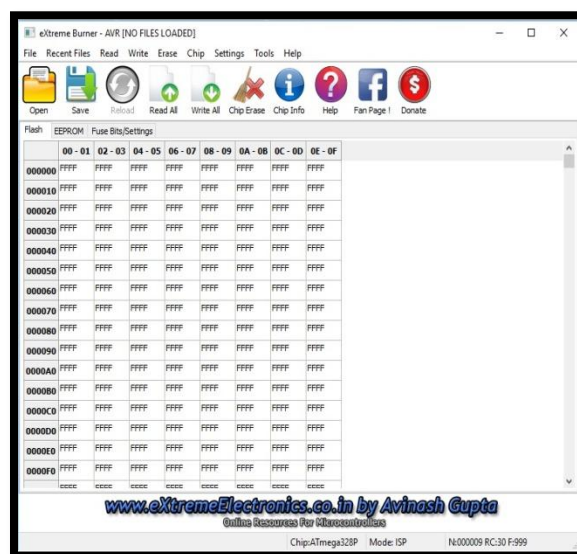 eXtreme Burner - AVR [NO FILES LOADED]
File Recent Files Read Write Erase Chip Settings Tools Help
Open Save Reload Read All Write All Chip Erase Chip Info Help Fan Page ! Donate
Flash EEPROM Fuse Bits/Settings
00 - 01 02 - 03 04 - 05 06 - 07 08 - 09 0A - 0B 0C - 0D 0E - 0F
000000 FFFF FFFF FFFF FFFF FFFF FFFF FFFF FFFF
000010 FFFF FFFF FFFF FFFF FFFF FFFF FFFF FFFF
000020 FFFF FFFF FFFF FFFF FFFF FFFF FFFF FFFF
000030 FFFF FFFF FFFF FFFF FFFF FFFF FFFF FFFF
000040 FFFF FFFF FFFF FFFF FFFF FFFF FFFF FFFF
000050 FFFF FFFF FFFF FFFF FFFF FFFF FFFF FFFF
000060 FFFF FFFF FFFF FFFF FFFF FFFF FFFF FFFF
000070 FFFF FFFF FFFF FFFF FFFF FFFF FFFF FFFF
000080 FFFF FFFF FFFF FFFF FFFF FFFF FFFF FFFF
000090 FFFF FFFF FFFF FFFF FFFF FFFF FFFF FFFF
0000A0 FFFF FFFF FFFF FFFF FFFF FFFF FFFF FFFF
0000B0 FFFF FFFF FFFF FFFF FFFF FFFF FFFF FFFF
0000C0 FFFF FFFF FFFF FFFF FFFF FFFF FFFF FFFF
0000D0 FFFF FFFF FFFF FFFF FFFF FFFF FFFF FFFF
0000E0 FFFF FFFF FFFF FFFF FFFF FFFF FFFF FFFF
0000F0 FFFF FFFF FFFF FFFF FFFF FFFF FFFF FFFF
www.eXtremeElectronics.co.in by Avinash Gupta
Online Resources For Microcontrollers
Chip:ATmega328P Mode: ISP N:000009 RC:30 F:999